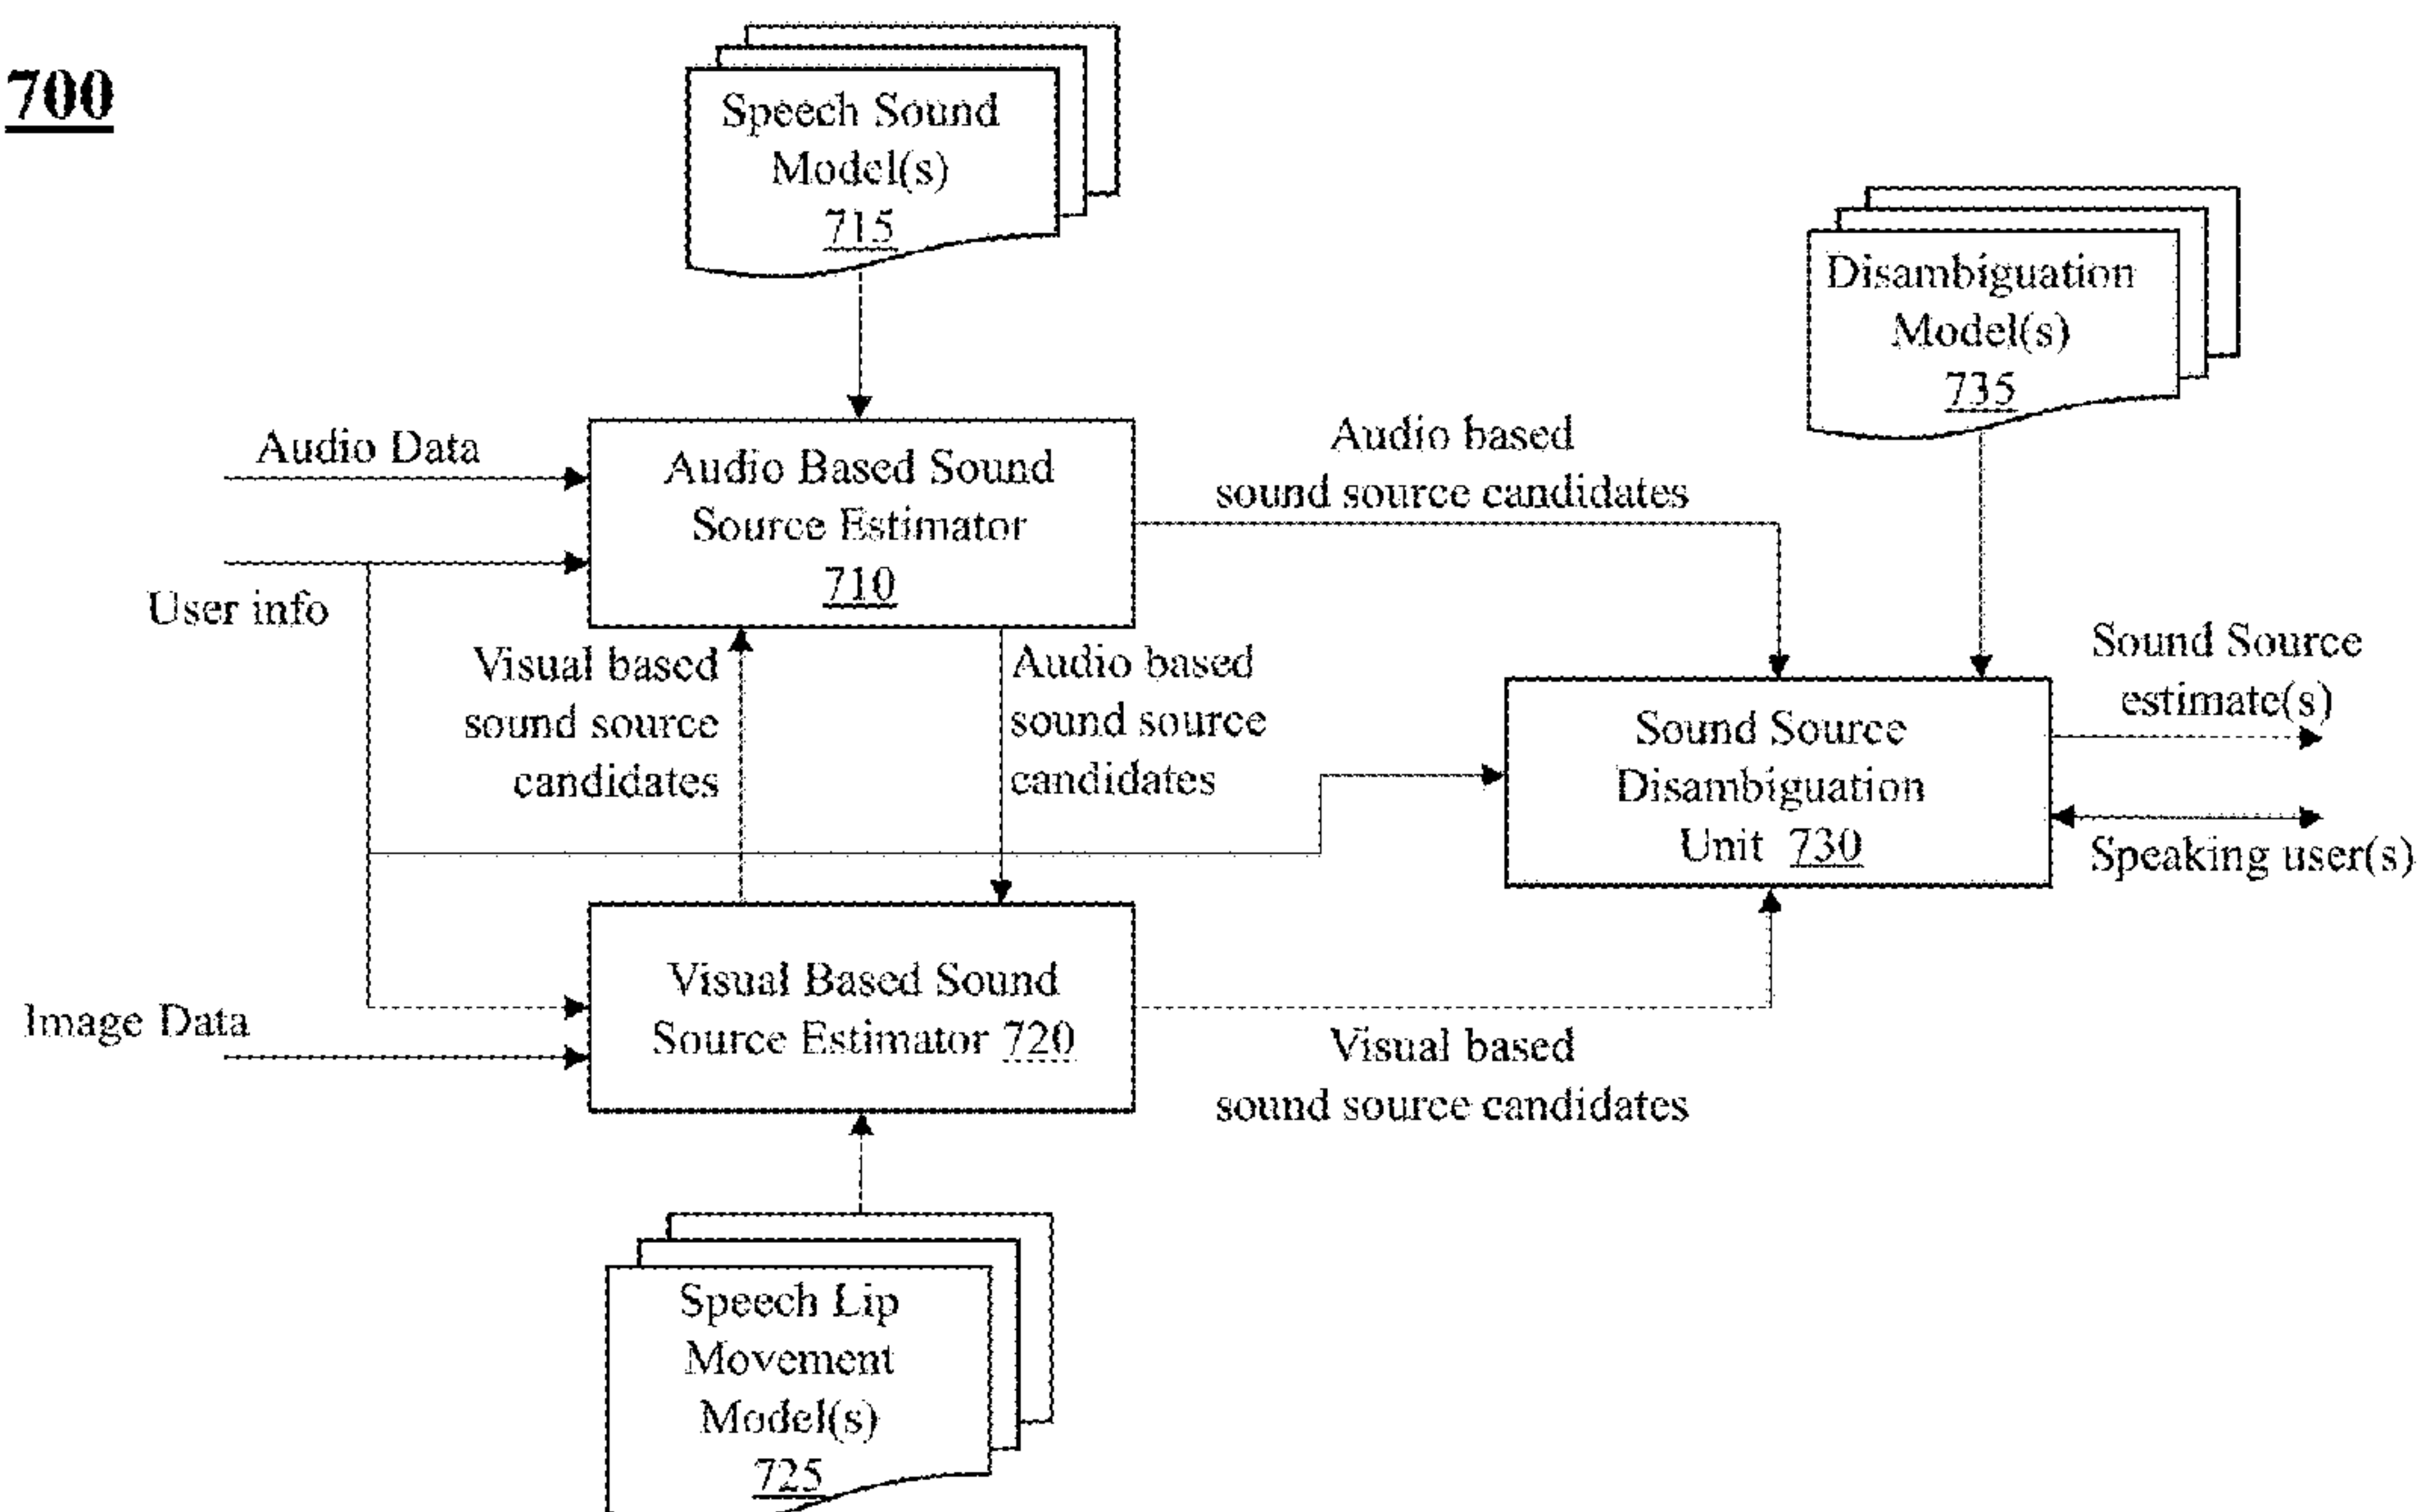 700
Speech Sound
Model(s)
715
Disambiguation
Model(s)
735
Audio Data
User info
Audio Based Sound
Source Estimator
710
Audio based
sound source candidates
Visual based
sound source
candidates
Audio based
sound source
candidates
Sound Source
Disambiguation
Unit 730
Sound Source
estimate(s)
Speaking user(s)
Image Data
Visual Based Sound
Source Estimator 720
Visual based
sound source candidates
Speech Lip
Movement
Model(s)
725